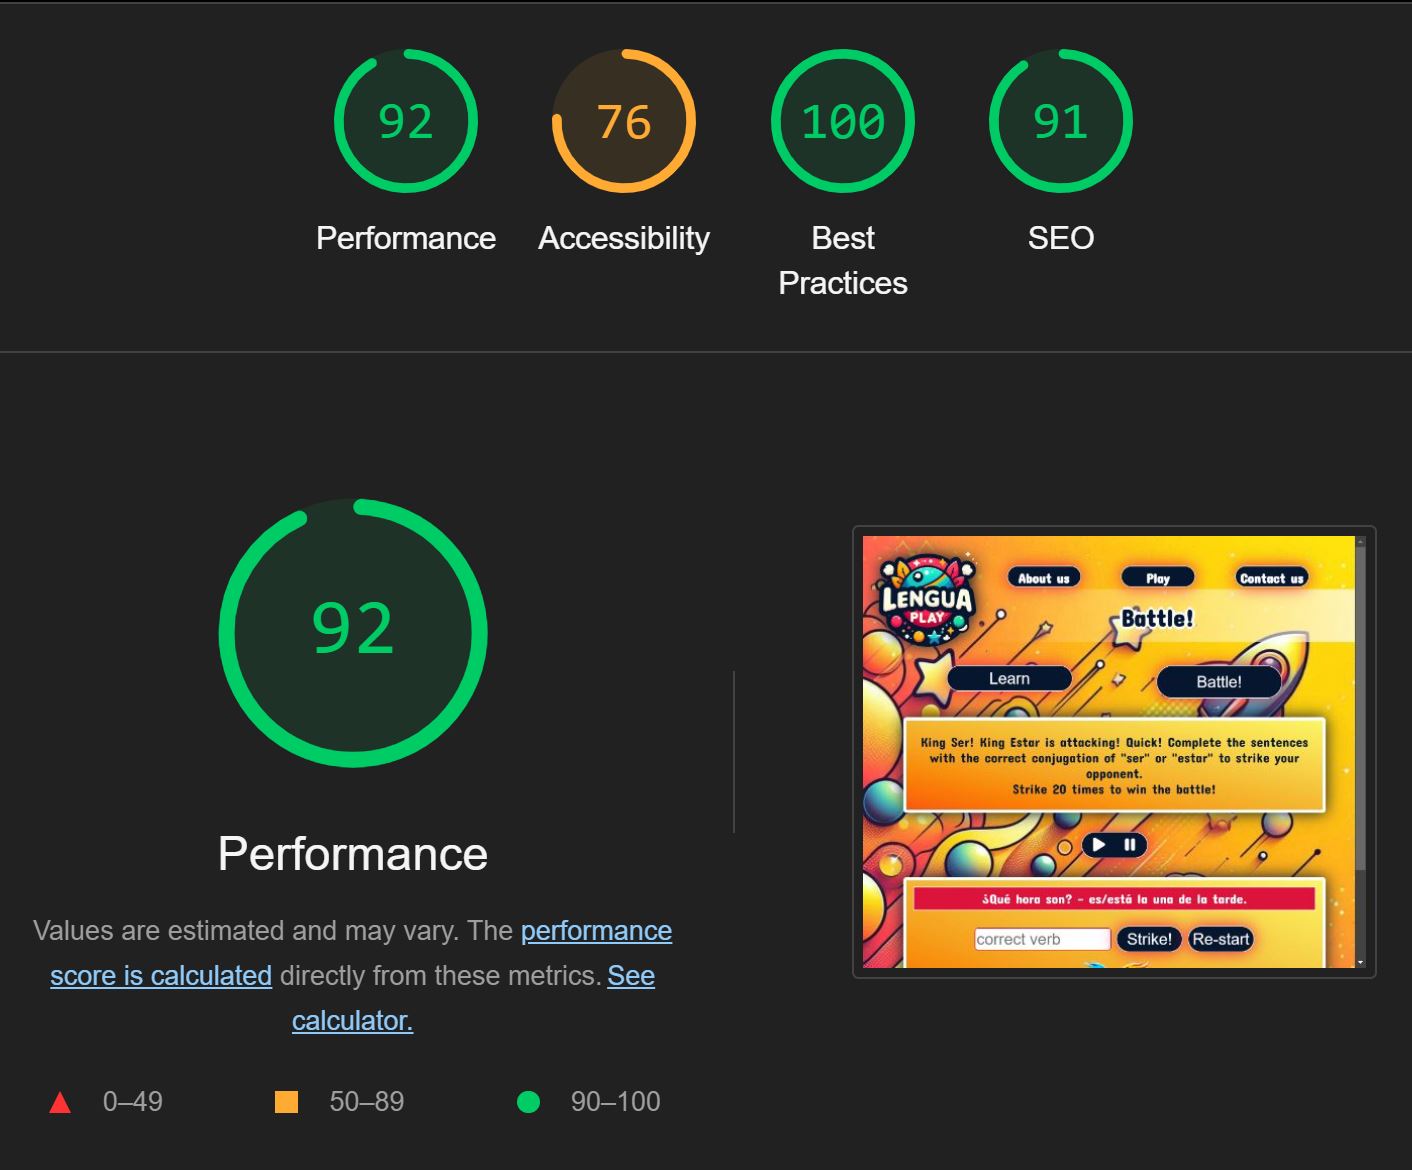 92
76
100
91
Performance
Accessibility
Best
Practices
SEO
92
Performance
Values are estimated and may vary. The performance
score is calculated directly from these metrics. See
calculator.
0–49
50–89
90–100
LENGUA
PLAY
About us
Play
Contact us
Battle!
Learn
Battle!
King Ser! King Estar is attacking! Quick! Complete the sentences
with the correct conjugation of "ser" or "estar" to strike your
opponent.
Strike 20 times to win the battle!
¿Qué hora son? - es/está la una de la tarde.
correct verb
Strike!
Re-start